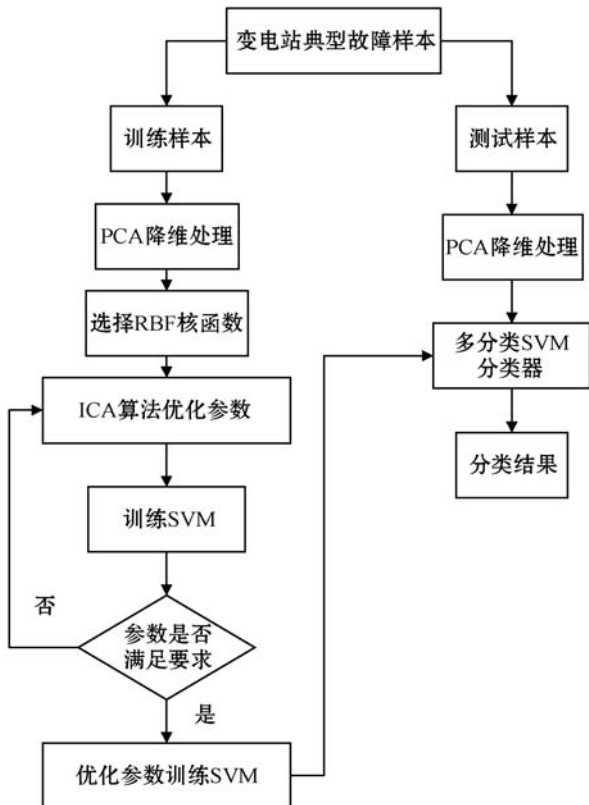 变电站典型故障样本
训练样本
测试样本
PCA降维处理
PCA降维处理
选择RBF核函数
多分类SVM
分类器
ICA算法优化参数
分类结果
训练SVM
否
参数是否
满足要求
是
优化参数训练SVM